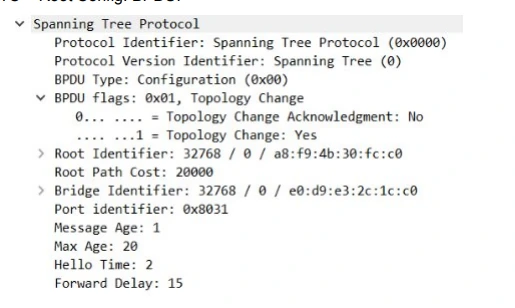 Spanning Tree Protocol
Protocol Identifier: Spanning Tree Protocol (0x0000)
Protocol Version Identifier: Spanning Tree (0)
BPDU Type: Configuration (0x00)
BPDU flags: 0x01, Topology Change
0... .... = Topology Change Acknowledgment: No
.... ...1 = Topology Change: Yes
Root Identifier: 32768 / 0 / a8:f9:4b:30:fc:c0
Root Path Cost: 20000
Bridge Identifier: 32768 / 0 / e0:d9:e3:2c:1c:c0
Port identifier: 0x8031
Message Age: 1
Max Age: 20
Hello Time: 2
Forward Delay: 15